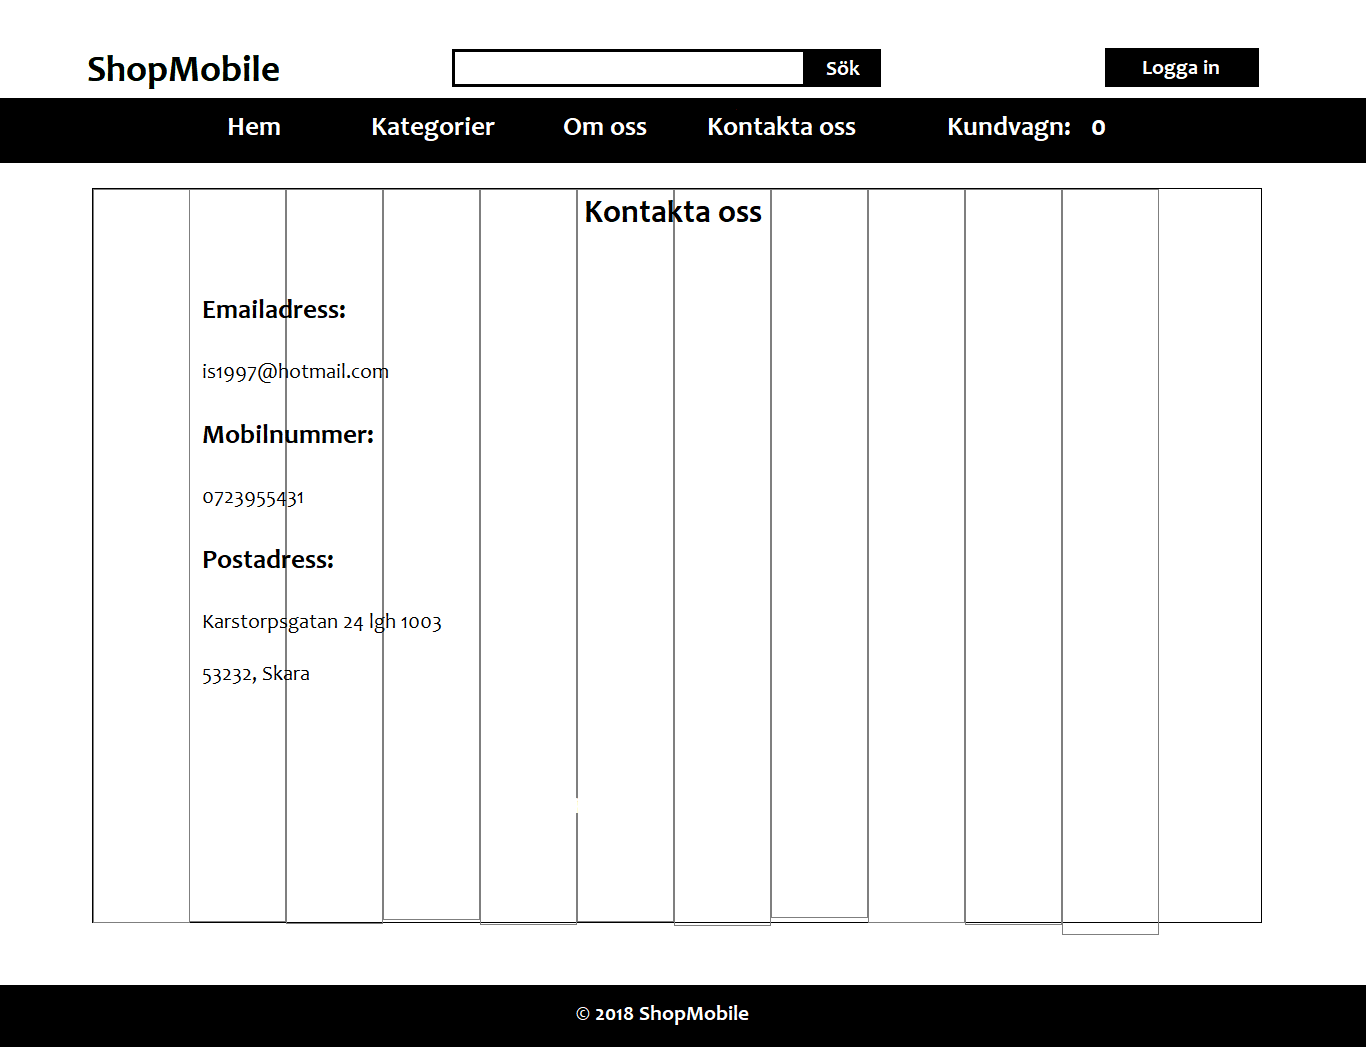 ShopMobile
Sök
Logga in
Hem Kategorier Om oss Kontakta oss Kundvagn: 0
Kontakta oss
Emailadress:
is1997@hotmail.com
Mobilnummer:
0723955431
Postadress:
Karstorpsgatan 24 lgh 1003
53232, Skara
© 2018 ShopMobile